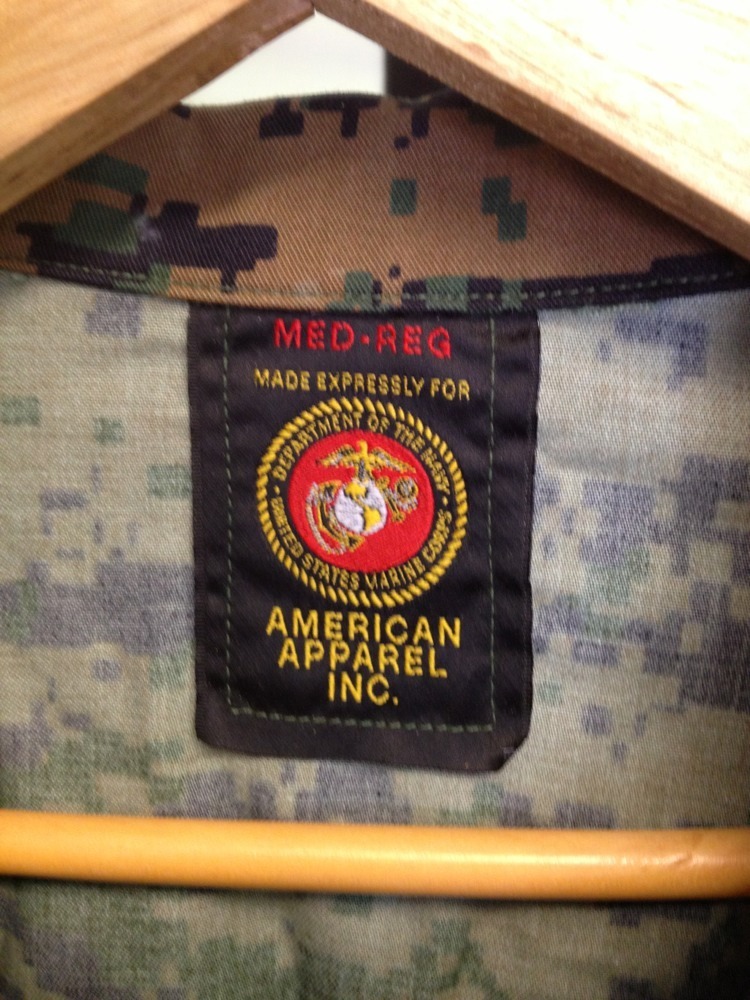 MED-REG
MADE EXPRESSLY FOR
DEPARTMENT OF THE NAVY
UNITED STATES MARINE CORPS
AMERICAN
APPAREL
INC.